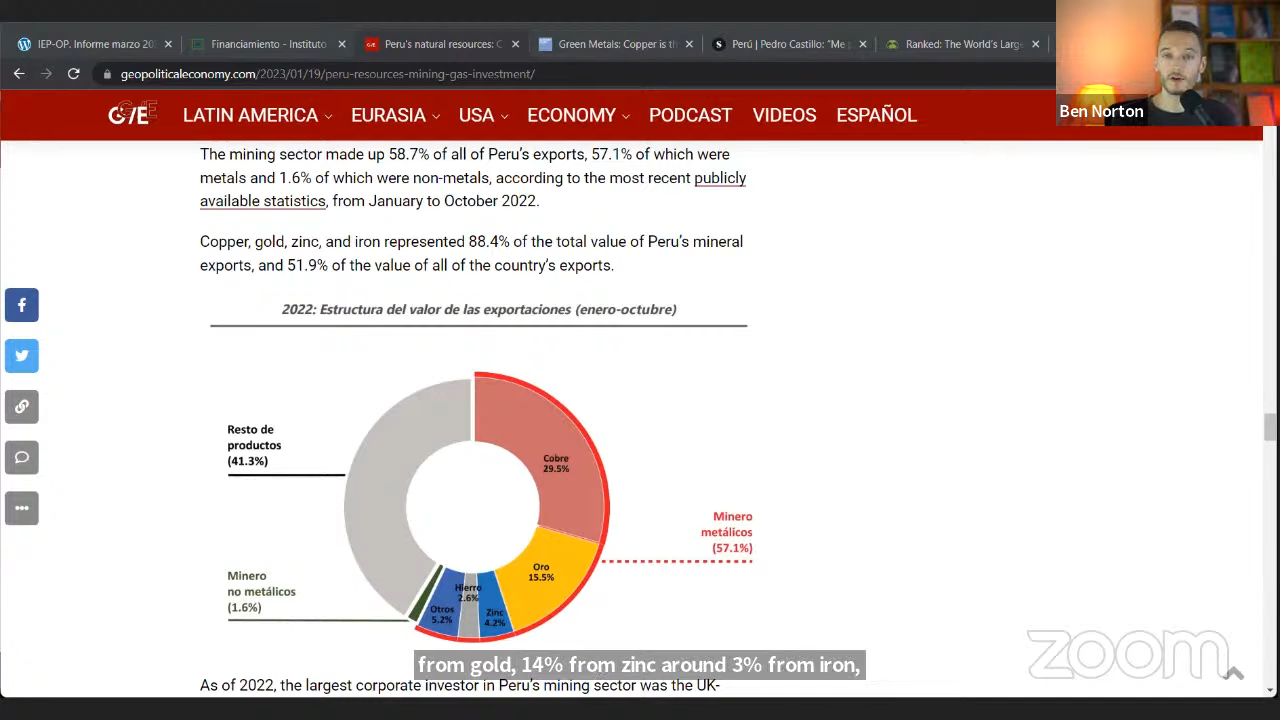 IEP-OP. Informe marzo 202
Financiamiento - Instituto
Peru's natural resources: C
Green Metals: Copper is th
Perú | Pedro Castillo: "Me p
Ranked: The World's Large
geopoliticaleconomy.com/2023/01/19/peru-resources-mining-gas-investment/
Ben Norton
G/E LATIN AMERICA EURASIA USA ECONOMY PODCAST VIDEOS ESPAÑOL
The mining sector made up 58.7% of all of Peru's exports, 57.1% of which were
metals and 1.6% of which were non-metals, according to the most recent publicly
available statistics, from January to October 2022.
Copper, gold, zinc, and iron represented 88.4% of the total value of Peru's mineral
exports, and 51.9% of the value of all of the country's exports.
2022: Estructura del valor de las exportaciones (enero-octubre)
Resto de
productos
(41.3%)
Cobre
29.5%
Minero
metálicos
(57.1%)
Oro
15.5%
Minero
no metálicos
(1.6%)
Hierro
2.6%
Otros
5.2%
Zinc
4.2%
zoom
from gold, 14% from zinc around 3% from iron,
As of 2022, the largest corporate investor in Peru's mining sector was the UK-